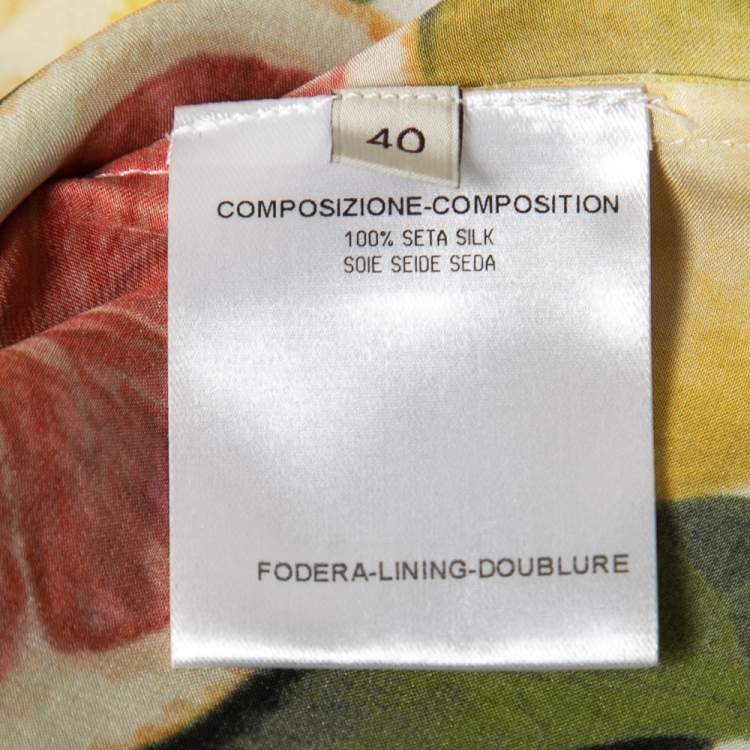 40
COMPOSIZIONE-COMPOSITION
100% SETA SILK
SOIE SEIDE SEDA
FODERA-LINING-DOUBLURE